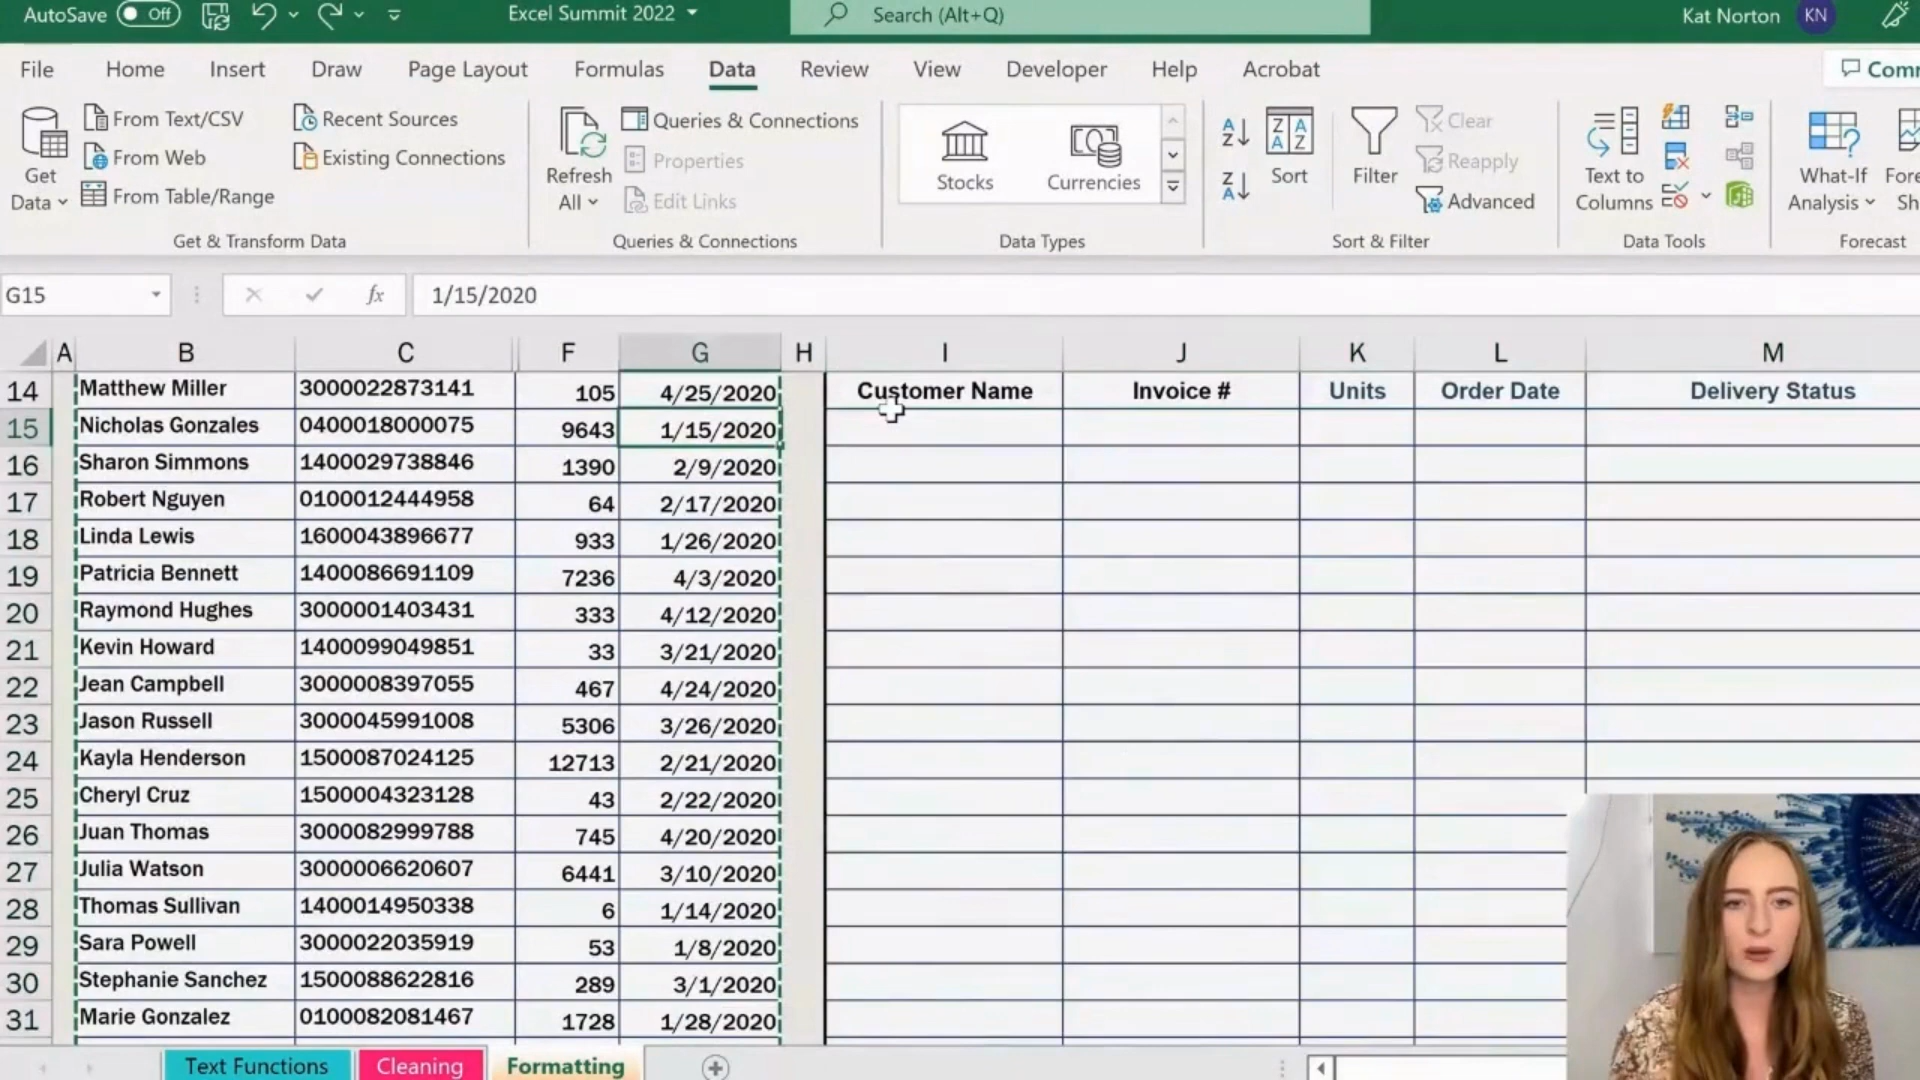 AutoSave Off Excel Summit 2022 Search (Alt+Q) Kat Norton KN
File Home Insert Draw Page Layout Formulas Data Review View Developer Help Acrobat
Get Data
From Text/CSV
From Web
From Table/Range
Recent Sources
Existing Connections
Get & Transform Data
Refresh All
Queries & Connections
Properties
Edit Links
Queries & Connections
Stocks Currencies
Data Types
Sort
Filter
Clear
Reapply
Advanced
Sort & Filter
Text to Columns
Data Tools
What-If Analysis
Forecast
G15 fx 1/15/2020
A B C F G H I J K L M
14 Matthew Miller 3000022873141 105 4/25/2020 Customer Name Invoice # Units Order Date Delivery Status
15 Nicholas Gonzales 0400018000075 9643 1/15/2020
16 Sharon Simmons 1400029738846 1390 2/9/2020
17 Robert Nguyen 0100012444958 64 2/17/2020
18 Linda Lewis 1600043896677 933 1/26/2020
19 Patricia Bennett 1400086691109 7236 4/3/2020
20 Raymond Hughes 3000001403431 333 4/12/2020
21 Kevin Howard 1400099049851 33 3/21/2020
22 Jean Campbell 3000008397055 467 4/24/2020
23 Jason Russell 3000045991008 5306 3/26/2020
24 Kayla Henderson 1500087024125 12713 2/21/2020
25 Cheryl Cruz 1500004323128 43 2/22/2020
26 Juan Thomas 3000082999788 745 4/20/2020
27 Julia Watson 3000006620607 6441 3/10/2020
28 Thomas Sullivan 1400014950338 6 1/14/2020
29 Sara Powell 3000022035919 53 1/8/2020
30 Stephanie Sanchez 1500088622816 289 3/1/2020
31 Marie Gonzalez 0100082081467 1728 1/28/2020
Text Functions Cleaning Formatting